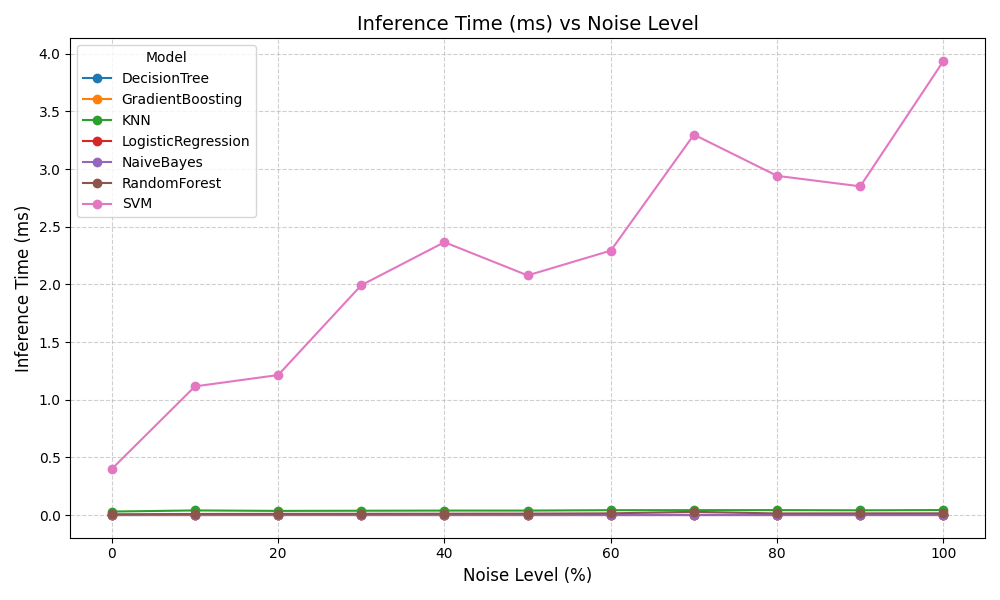 Inference Time (ms) vs Noise Level
Model
DecisionTree
GradientBoosting
KNN
LogisticRegression
NaiveBayes
RandomForest
SVM
Inference Time (ms)
4.0
3.5
3.0
2.5
2.0
1.5
1.0
0.5
0.0
0 20 40 60 80 100
Noise Level (%)